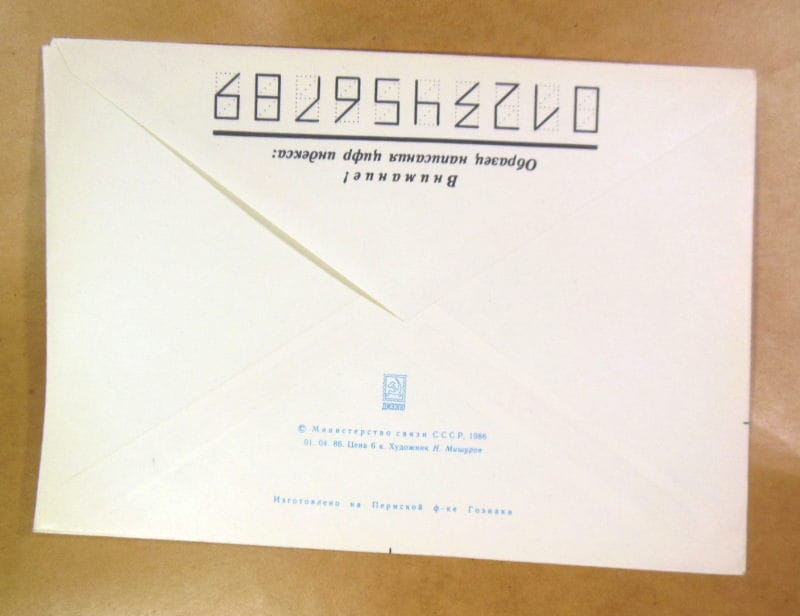 Внимание!
Образец написания цифр индекса:
0123456789
ДИЭЗПО
© Министерство связи СССР, 1986
01. 04. 86. Цена 6 к. Художник Н. Мишуров
Изготовлено на Пермской ф-ке Гознака